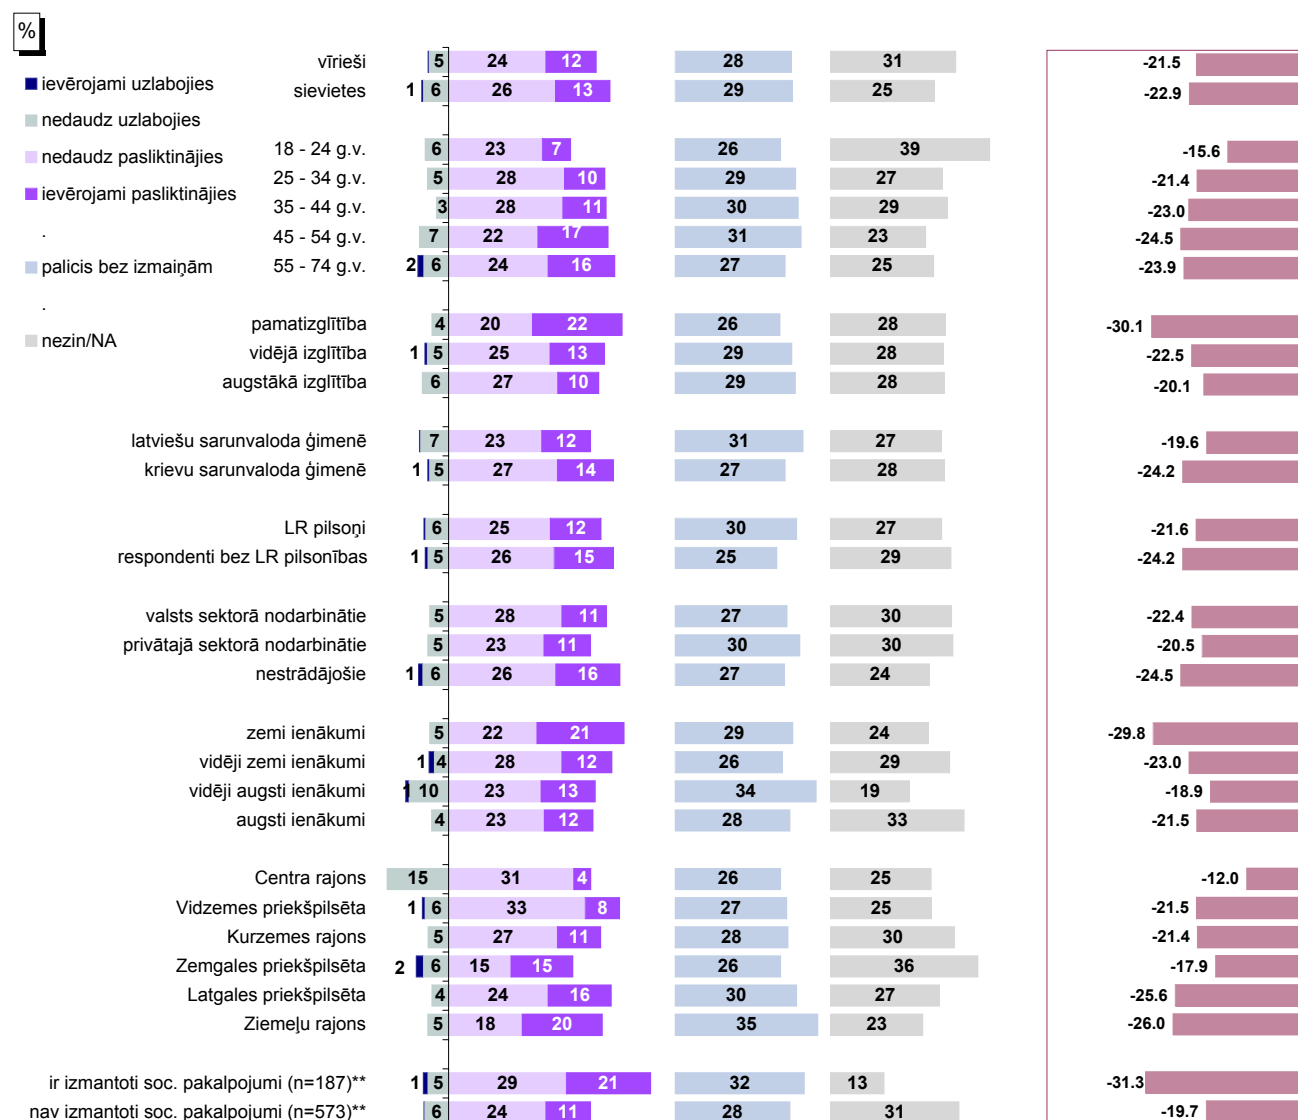 %
ievērojami uzlabojies
nedaudz uzlabojies
nedaudz pasliktinājies
ievērojami pasliktinājies
.
palicis bez izmaiņām
.
nezin/NA
vīrieši 5 24 12 28 31 -21.5
sievietes 1 6 26 13 29 25 -22.9
18 - 24 g.v. 6 23 7 26 39 -15.6
25 - 34 g.v. 5 28 10 29 27 -21.4
35 - 44 g.v. 3 28 11 30 29 -23.0
45 - 54 g.v. 7 22 17 31 23 -24.5
55 - 74 g.v. 2 6 24 16 27 25 -23.9
pamatizglītība 4 20 22 26 28 -30.1
vidējā izglītība 1 5 25 13 29 28 -22.5
augstākā izglītība 6 27 10 29 28 -20.1
latviešu sarunvaloda ģimenē 7 23 12 31 27 -19.6
krievu sarunvaloda ģimenē 1 5 27 14 27 28 -24.2
LR pilsoņi 6 25 12 30 27 -21.6
respondenti bez LR pilsonības 1 5 26 15 25 29 -24.2
valsts sektorā nodarbinātie 5 28 11 27 30 -22.4
privātajā sektorā nodarbinātie 5 23 11 30 30 -20.5
nestrādājošie 1 6 26 16 27 24 -24.5
zemi ienākumi 5 22 21 29 24 -29.8
vidēji zemi ienākumi 1 4 28 12 26 29 -23.0
vidēji augsti ienākumi 1 10 23 13 34 19 -18.9
augsti ienākumi 4 23 12 28 33 -21.5
Centra rajons 15 31 4 26 25 -12.0
Vidzemes priekšpilsēta 1 6 33 8 27 25 -21.5
Kurzemes rajons 5 27 11 28 30 -21.4
Zemgales priekšpilsēta 2 6 15 15 26 36 -17.9
Latgales priekšpilsēta 4 24 16 30 27 -25.6
Ziemeļu rajons 5 18 20 35 23 -26.0
ir izmantoti soc. pakalpojumi (n=187)** 1 5 29 21 32 13 -31.3
nav izmantoti soc. pakalpojumi (n=573)** 6 24 11 28 31 -19.7